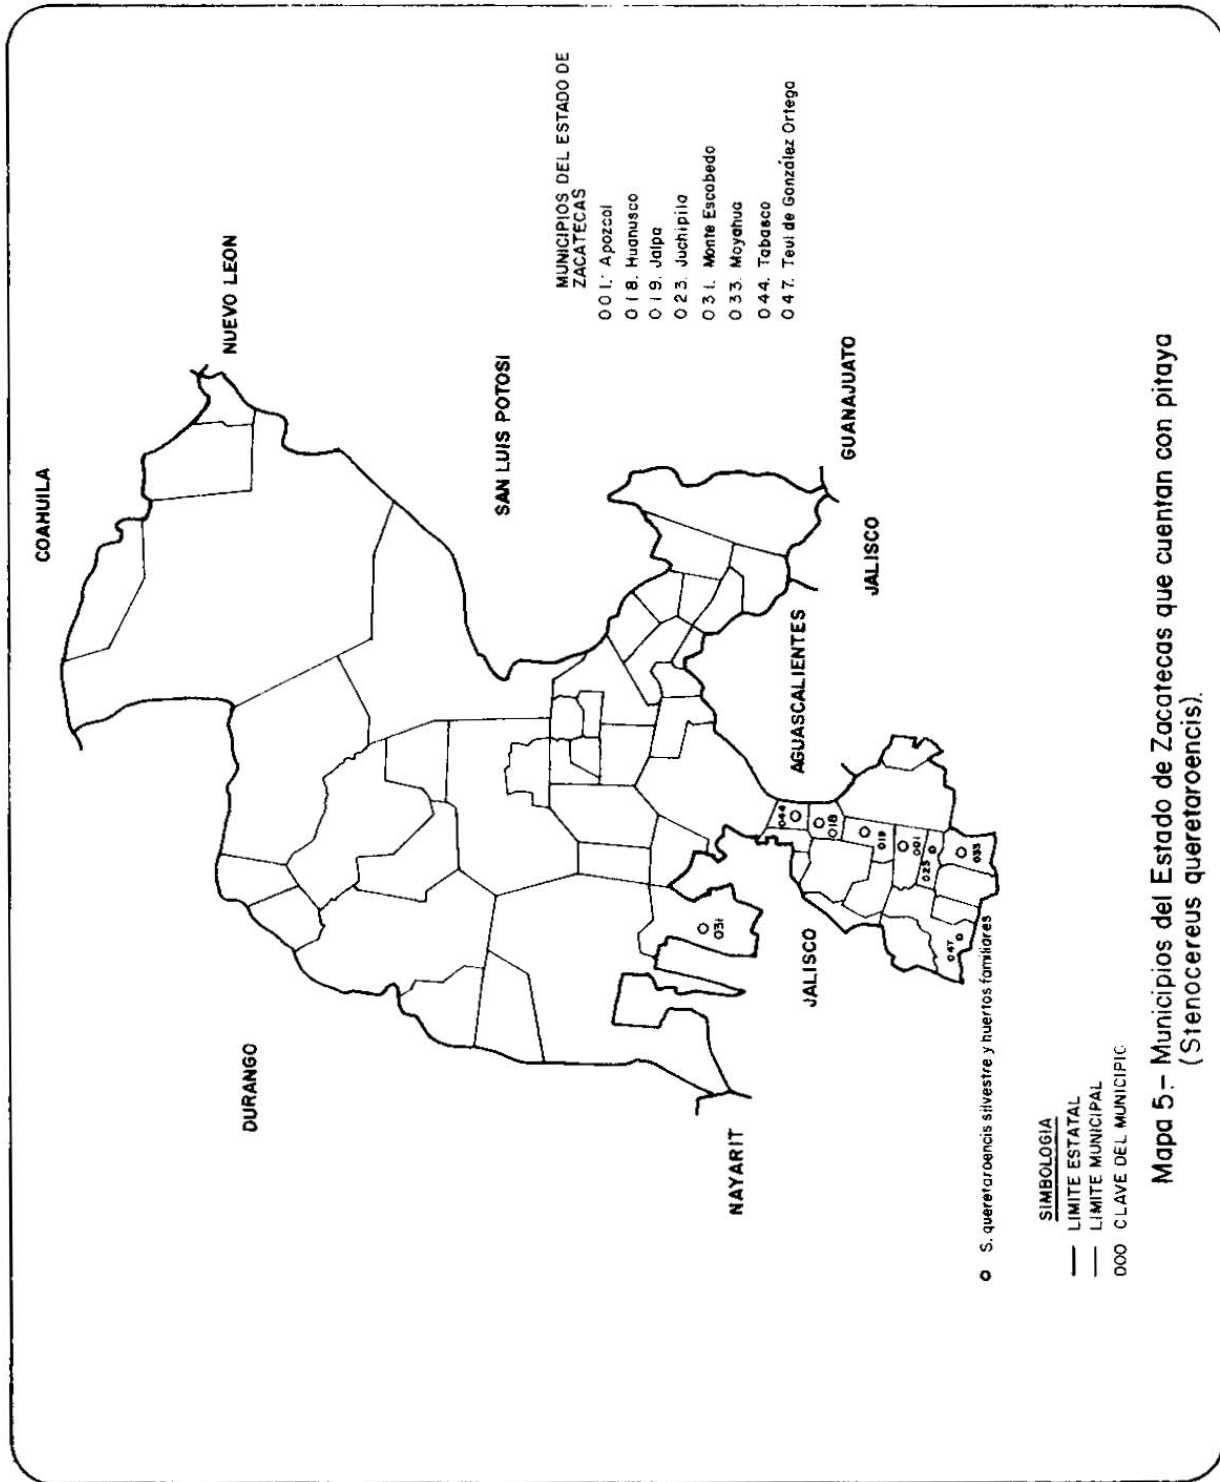 COAHUILA
NUEVO LEON
DURANGO
SAN LUIS POTOSI
NAYARIT
JALISCO
AGUASCALIENTES
JALISCO
GUANAJUATO
031
044
018
019
001
023
033
047
MUNICIPIOS DEL ESTADO DE
ZACATECAS
001. Apozcol
018. Huanusco
019. Jalpa
023. Juchipila
031. Monte Escobedo
033. Moyahua
044. Tabasco
047. Teul de González Ortega
o S. queretaroencis silvestre y huertos familiares
SIMBOLOGIA
LIMITE ESTATAL
LIMITE MUNICIPAL
000 CLAVE DEL MUNICIPIO
Mapa 5.- Municipios del Estado de Zacatecas que cuentan con pitaya
(Stenocereus queretaroencis).